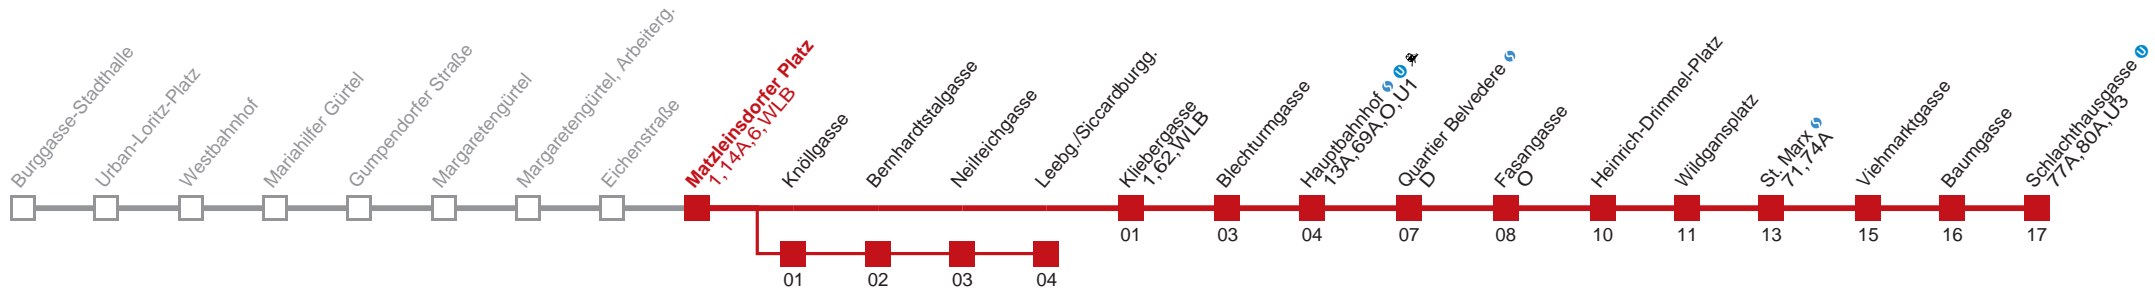 Burggasse-Stadthalle
Urban-Loritz-Platz
Westbahnhof
Mariahilfer Gürtel
Gumpendorfer Straße
Margaretengürtel
Margaretengürtel, Arbeiterg.
Eichenstraße
Matzleinsdorfer Platz
1,14A,6,WLB
Knöllgasse
Bernhardtstalgasse
Neilreichgasse
Leebg./Siccardburgg.
Kliebergasse
1,62,WLB
Blechturmgasse
Hauptbahnhof S U
13A,69A,O,U1
Quartier Belvedere S
D
Fasangasse
O
Heinrich-Drimmel-Platz
Wildgansplatz
St. Marx S
71,74A
Viehmarktgasse
Baumgasse
Schlachthausgasse U
77A,80A,U3
01 03 04 07 08 10 11 13 15 16 17
01 02 03 04